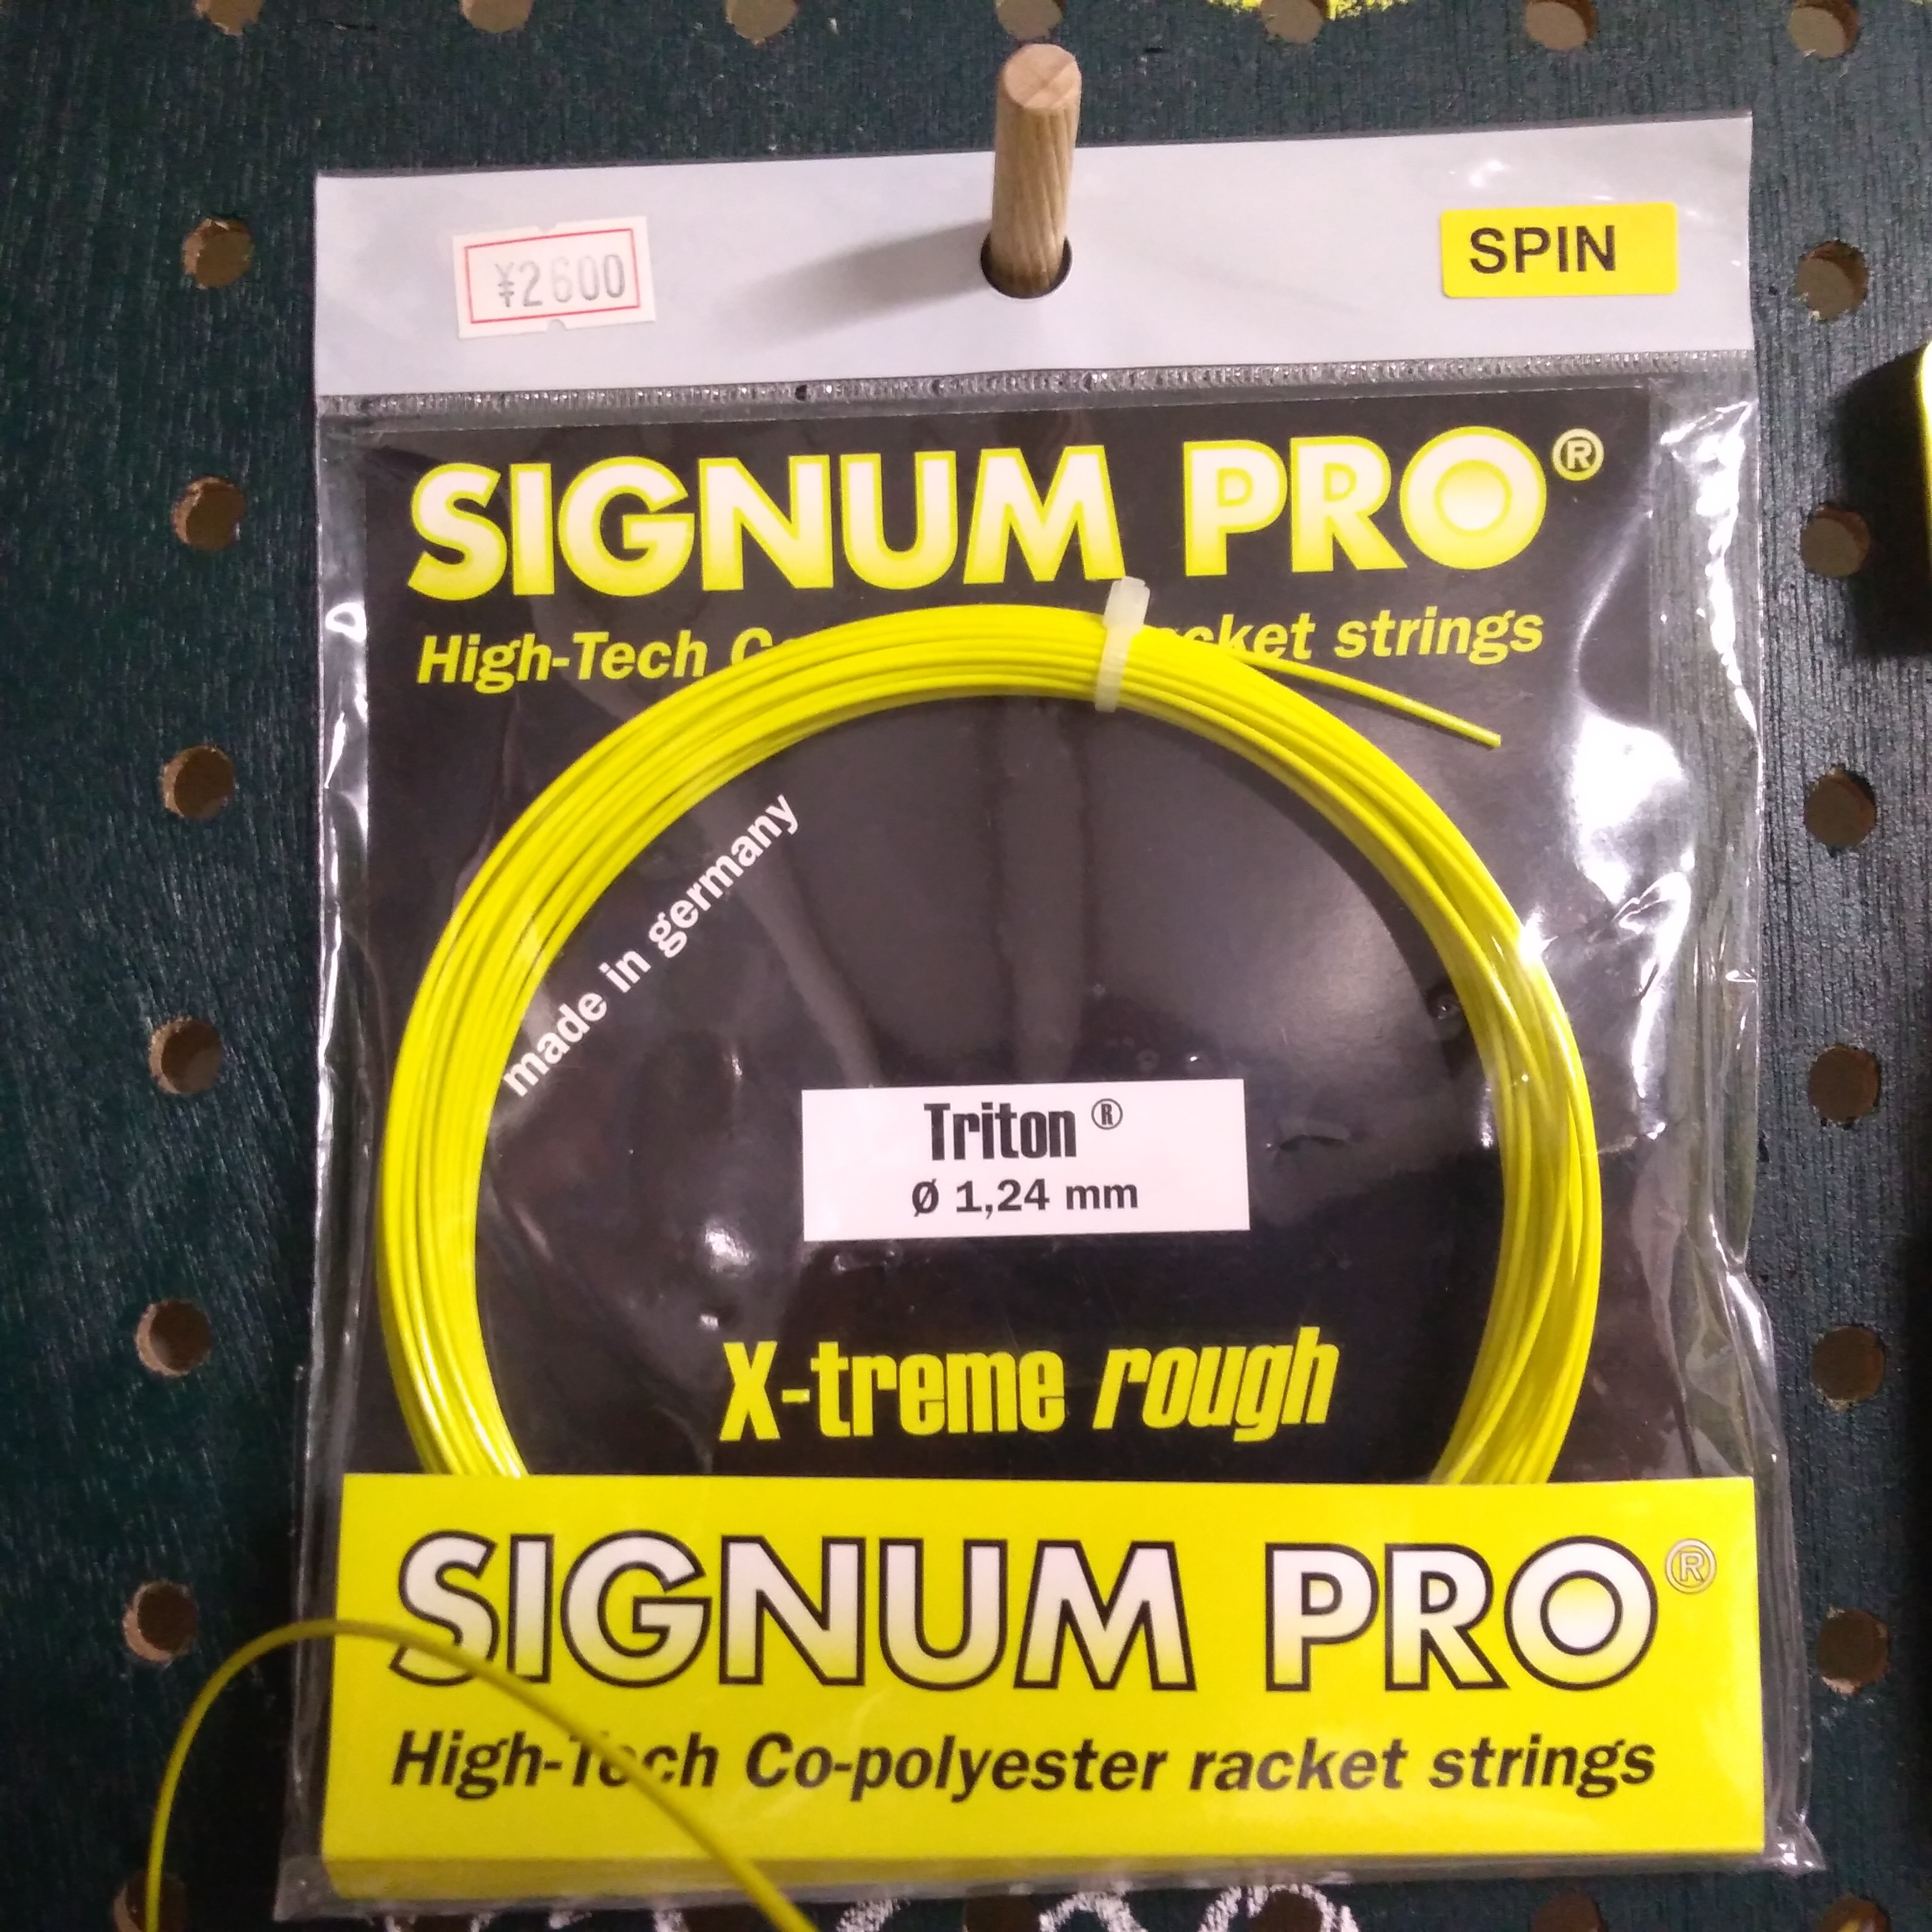 ¥2600
SPIN
SIGNUM PRO®
High-Tech racket strings
made in germany
Triton ®
Ø 1,24 mm
X-treme rough
SIGNUM PRO®
High-Tech Co-polyester racket strings